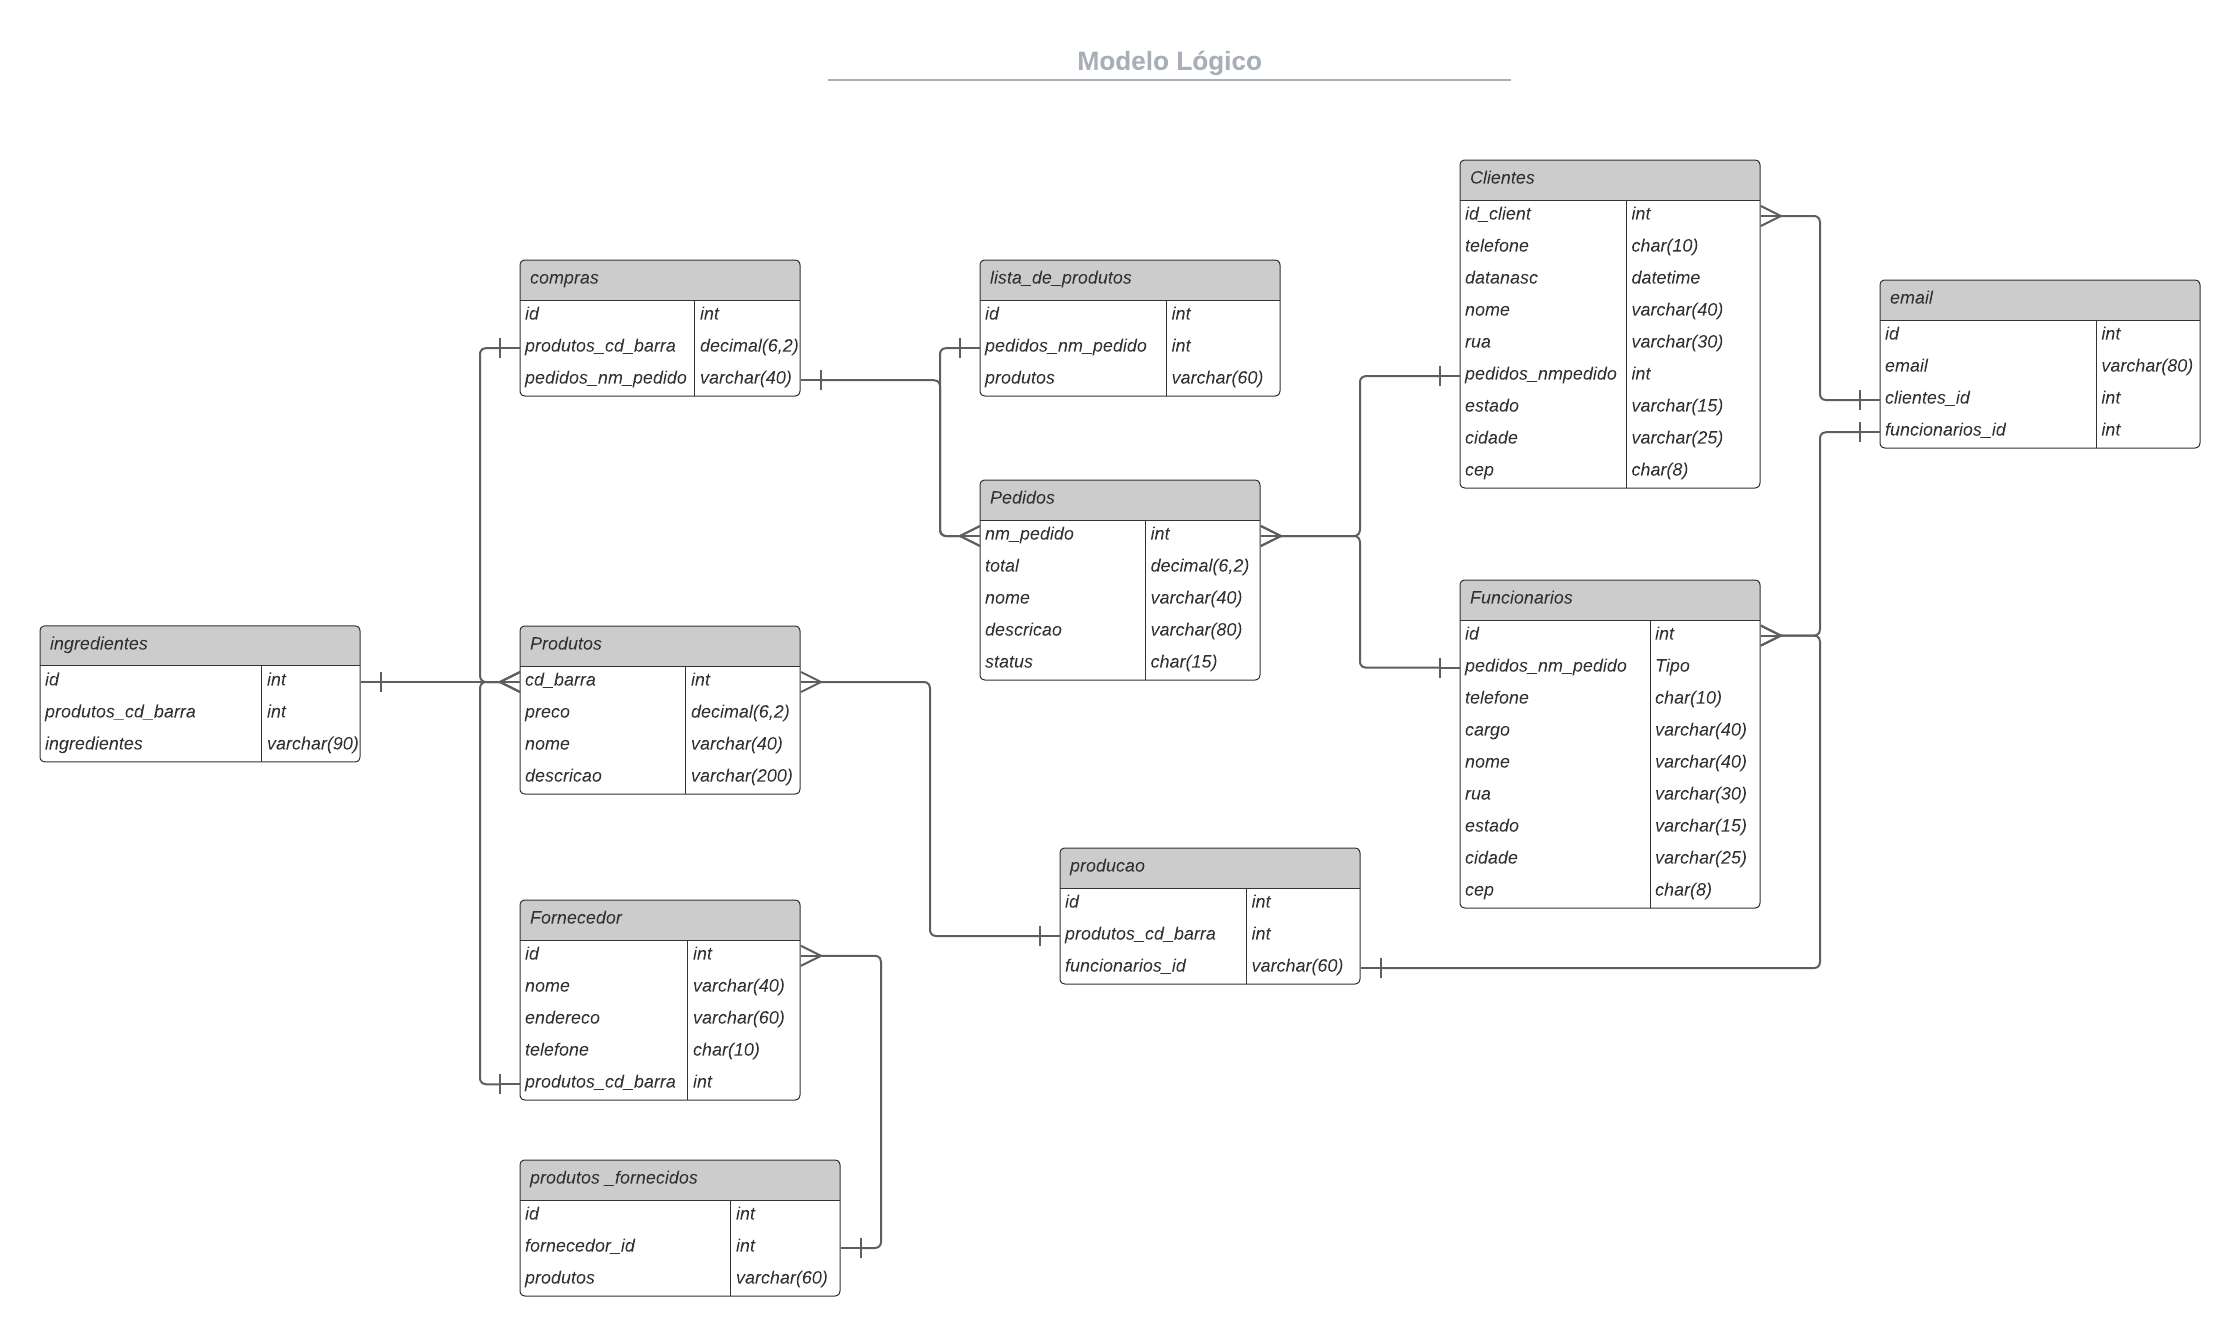 Modelo Lógico
Clientes
id_client int
telefone char(10)
datanasc datetime
nome varchar(40)
rua varchar(30)
pedidos_nmpedido int
estado varchar(15)
cidade varchar(25)
cep char(8)
compras
id int
produtos_cd_barra decimal(6,2)
pedidos_nm_pedido varchar(40)
lista_de_produtos
id int
pedidos_nm_pedido int
produtos varchar(60)
email
id int
email varchar(80)
clientes_id int
funcionarios_id int
Pedidos
nm_pedido int
total decimal(6,2)
nome varchar(40)
descricao varchar(80)
status char(15)
Funcionarios
id int
pedidos_nm_pedido Tipo
telefone char(10)
cargo varchar(40)
nome varchar(40)
rua varchar(30)
estado varchar(15)
cidade varchar(25)
cep char(8)
ingredientes
id int
produtos_cd_barra int
ingredientes varchar(90)
Produtos
cd_barra int
preco decimal(6,2)
nome varchar(40)
descricao varchar(200)
producao
id int
produtos_cd_barra int
funcionarios_id varchar(60)
Fornecedor
id int
nome varchar(40)
endereco varchar(60)
telefone char(10)
produtos_cd_barra int
produtos _fornecidos
id int
fornecedor_id int
produtos varchar(60)